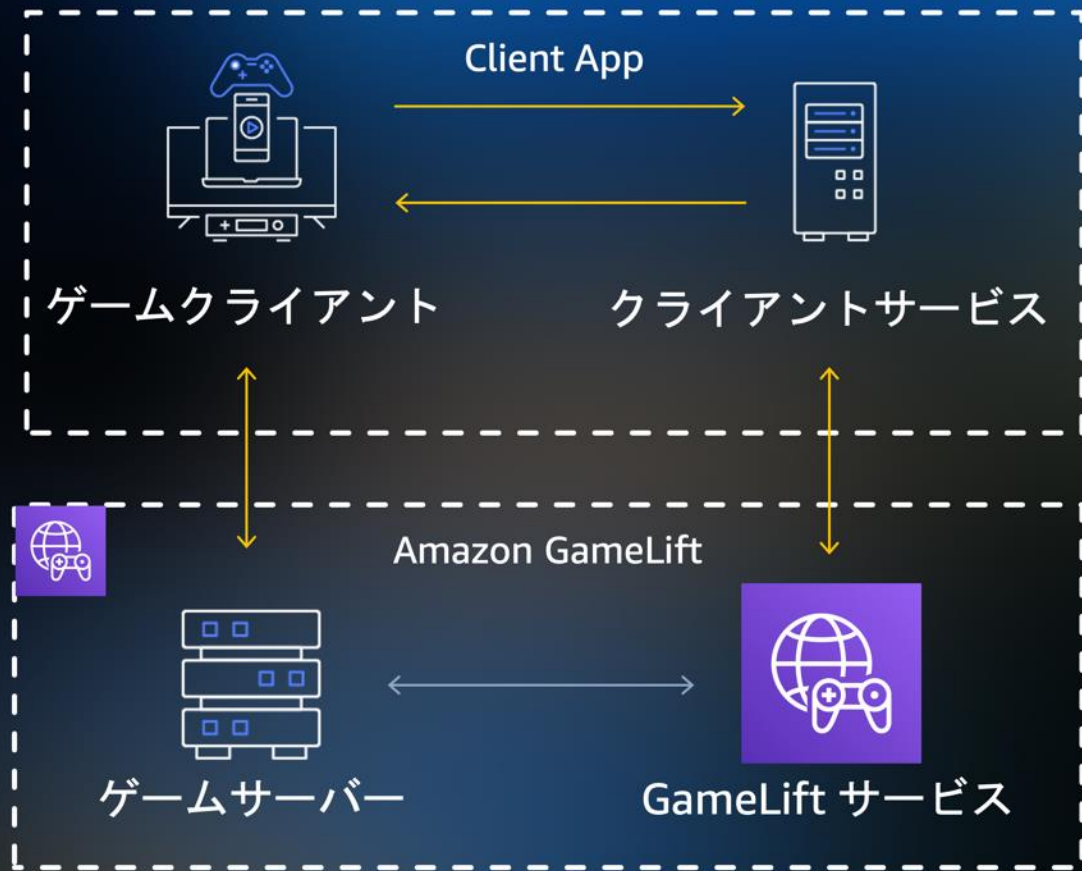 Client App
ゲームクライアント
クライアントサービス
Amazon GameLift
ゲームサーバー
GameLift サービス